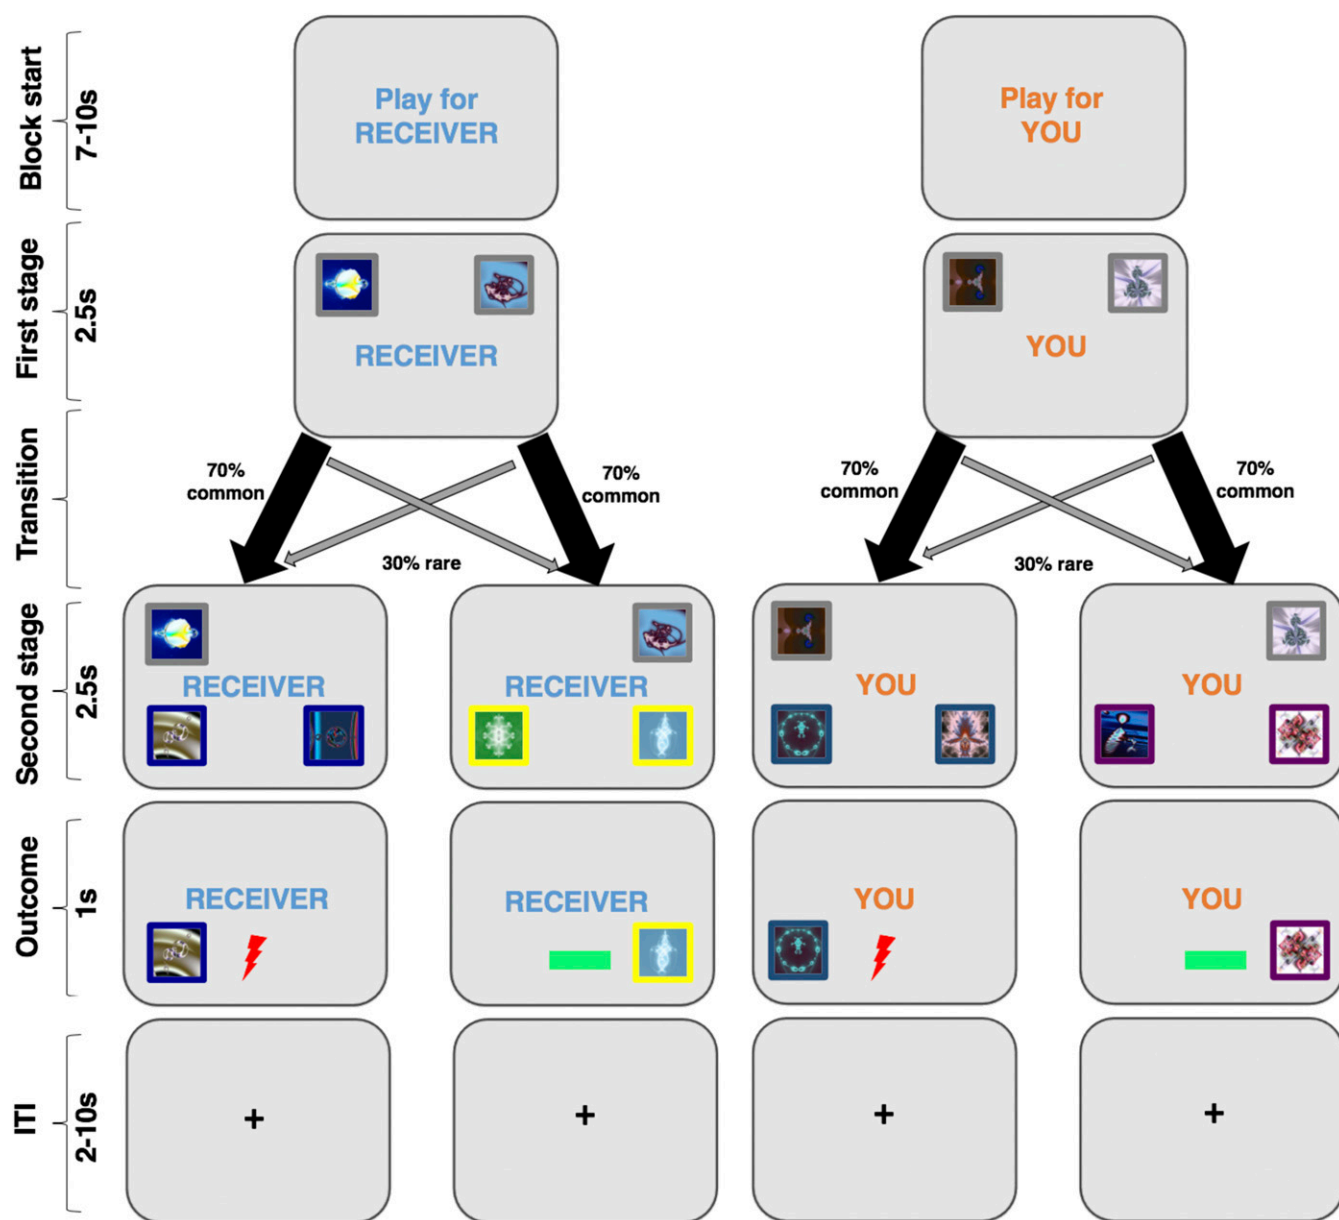 Block start
7-10s
Play for
RECEIVER
Play for
YOU
First stage
2.5s
RECEIVER
YOU
Transition
70%
common
70%
common
30% rare
70%
common
70%
common
30% rare
Second stage
2.5s
RECEIVER
RECEIVER
YOU
YOU
Outcome
1s
RECEIVER
RECEIVER
YOU
YOU
ITI
2-10s
+
+
+
+